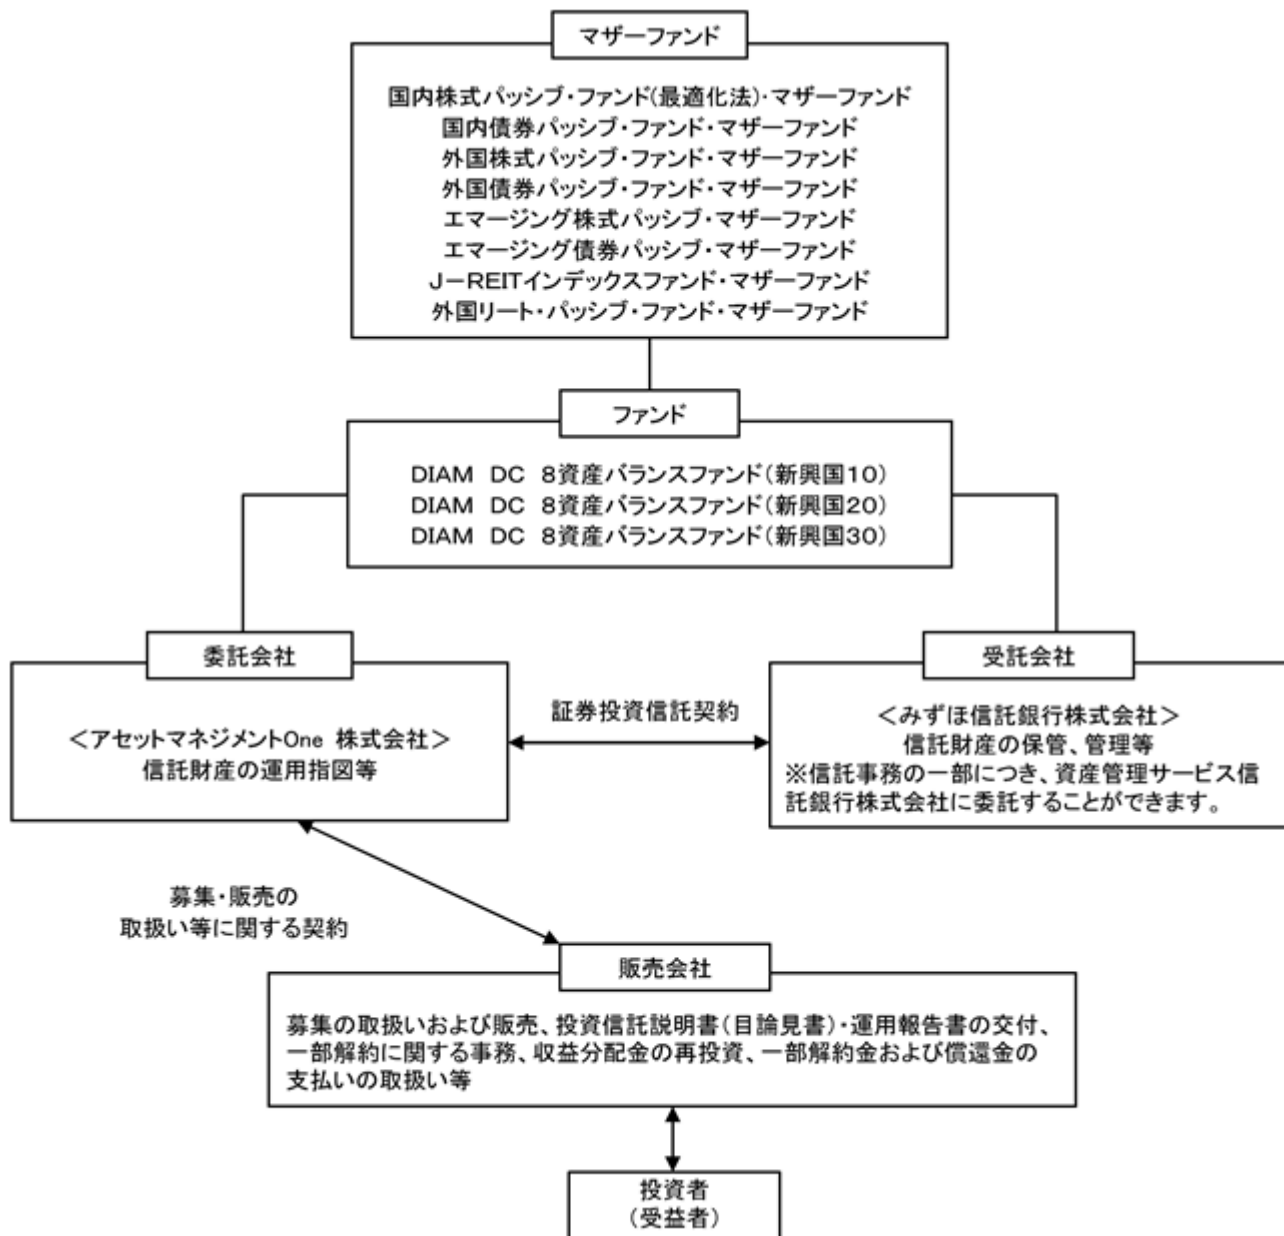 マザーファンド
国内株式パッシブ・ファンド(最適化法)・マザーファンド
国内債券パッシブ・ファンド・マザーファンド
外国株式パッシブ・ファンド・マザーファンド
外国債券パッシブ・ファンド・マザーファンド
エマージング株式パッシブ・マザーファンド
エマージング債券パッシブ・マザーファンド
J－REITインデックスファンド・マザーファンド
外国リート・パッシブ・ファンド・マザーファンド
ファンド
DIAM　DC　8資産バランスファンド（新興国10）
DIAM　DC　8資産バランスファンド（新興国20）
DIAM　DC　8資産バランスファンド（新興国30）
委託会社
＜アセットマネジメントOne 株式会社＞
信託財産の運用指図等
証券投資信託契約
受託会社
＜みずほ信託銀行株式会社＞
信託財産の保管、管理等
※信託事務の一部につき、資産管理サービス信
託銀行株式会社に委託することができます。
募集・販売の
取扱い等に関する契約
販売会社
募集の取扱いおよび販売、投資信託説明書（目論見書）・運用報告書の交付、
一部解約に関する事務、収益分配金の再投資、一部解約金および償還金の
支払いの取扱い等
投資者
（受益者）